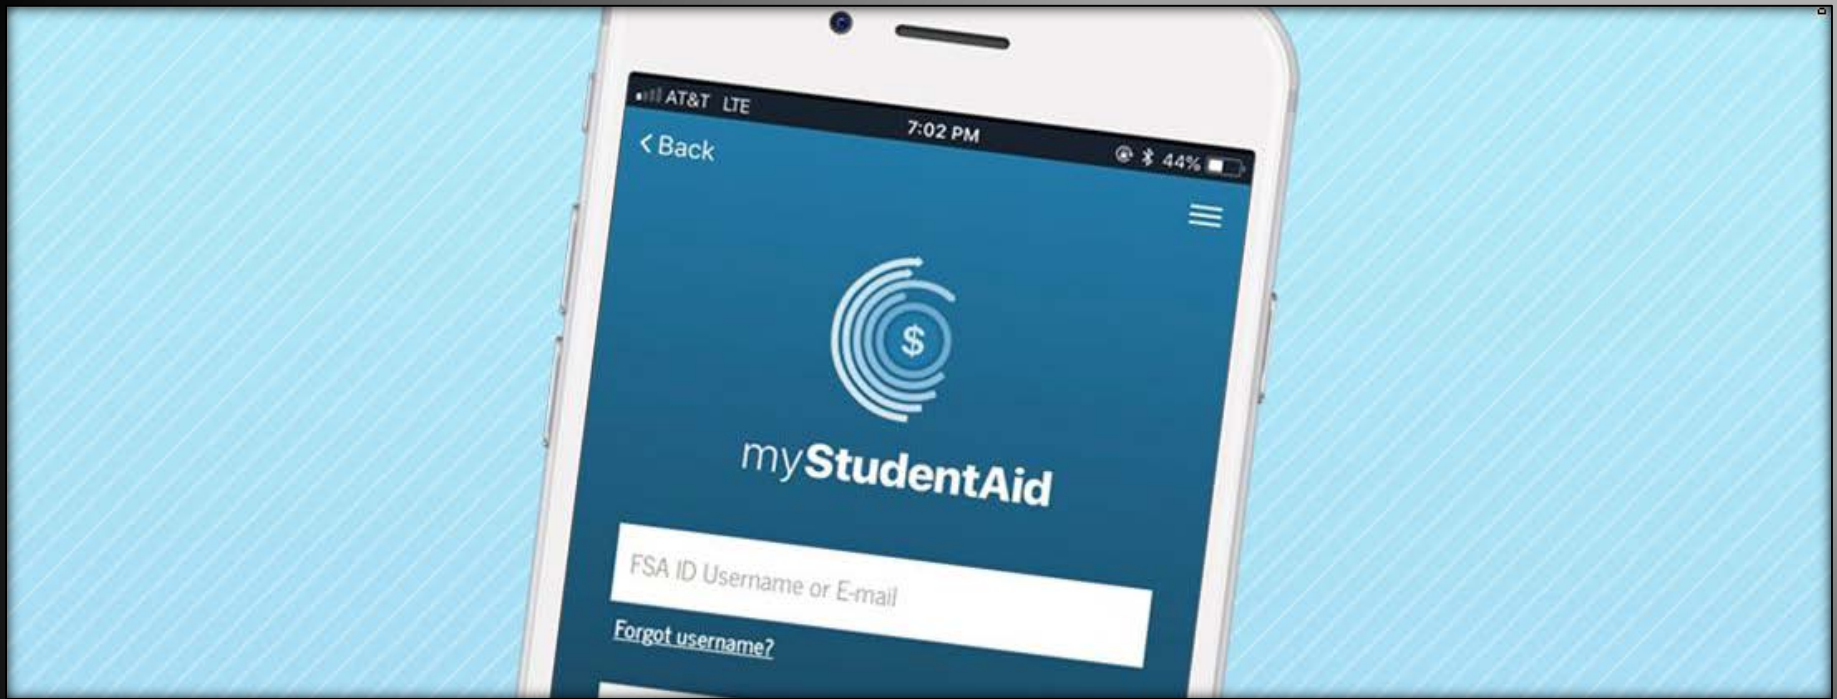 AT&T LTE
7:02 PM
44%
< Back
$
myStudentAid
FSA ID Username or E-mail
Forgot username?